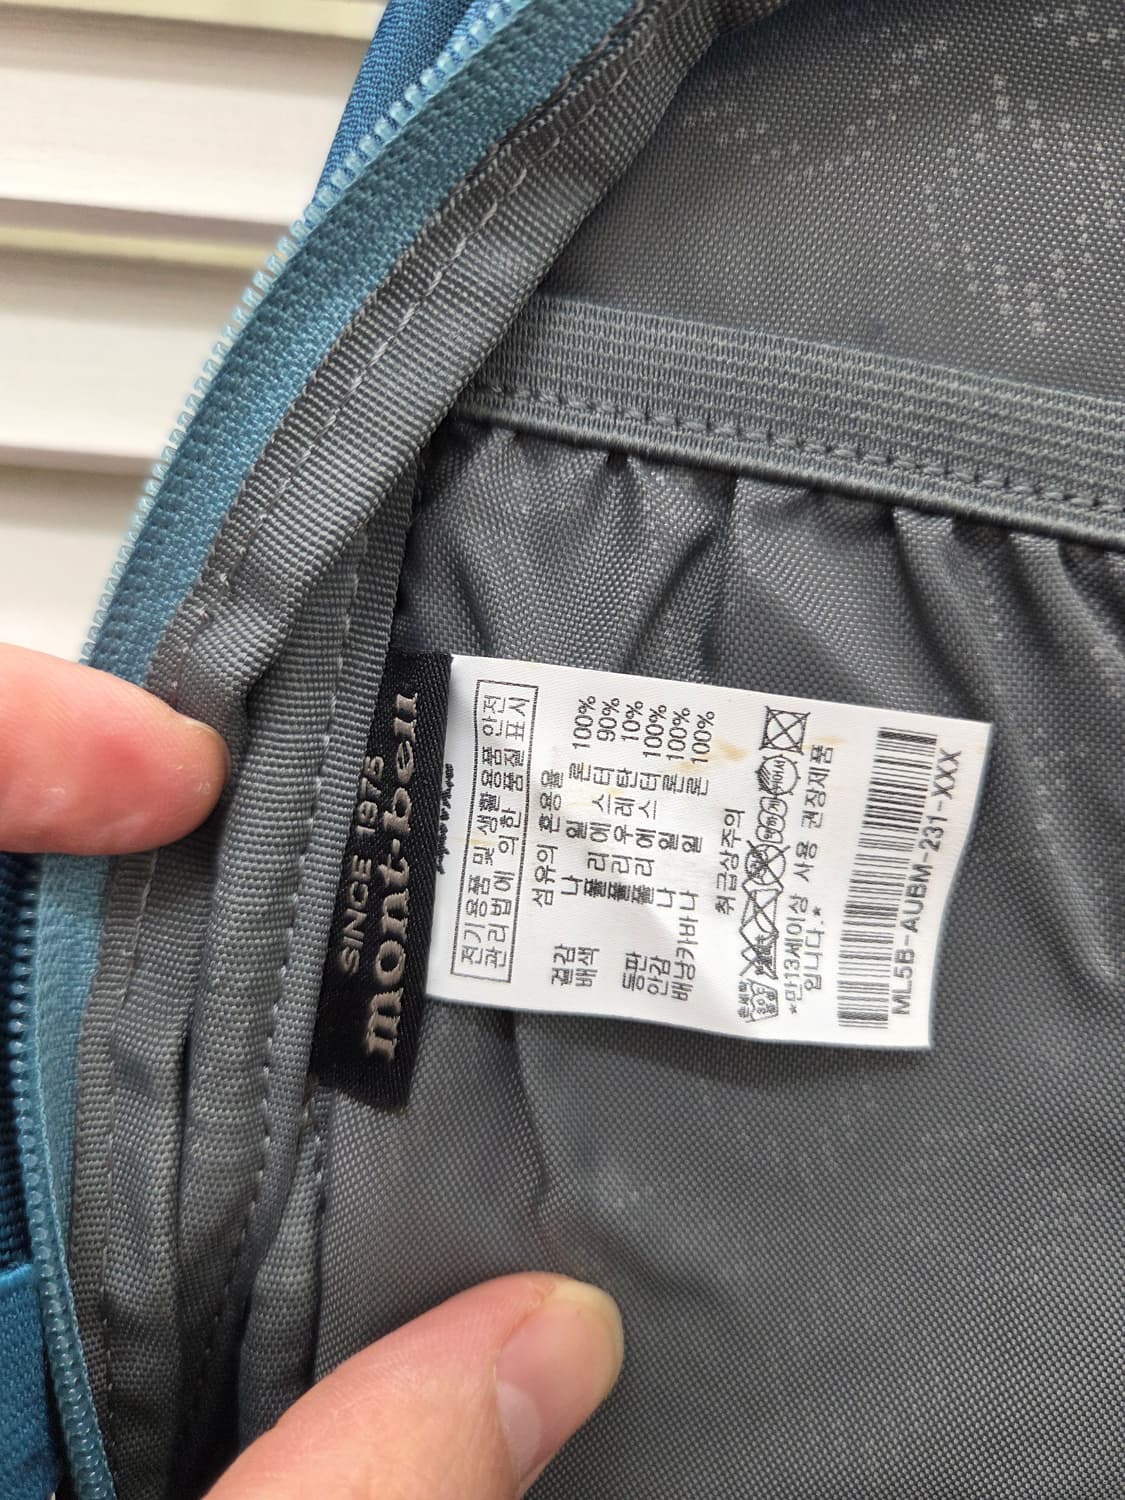 SINCE 1975
mont-bell
전기용품 및 생활용품 안전
관리법에 의한 품질표시
섬유의 혼용율
겉감 나일론 100%
배색 폴리에스터 90%
폴리우레탄 10%
등판 폴리에스터 100%
안감 나일론 100%
배낭카바 나일론 100%
취급상주의
*만13세이상 사용 권장제품
입니다.*
ML5B-AUBM-231-XXX